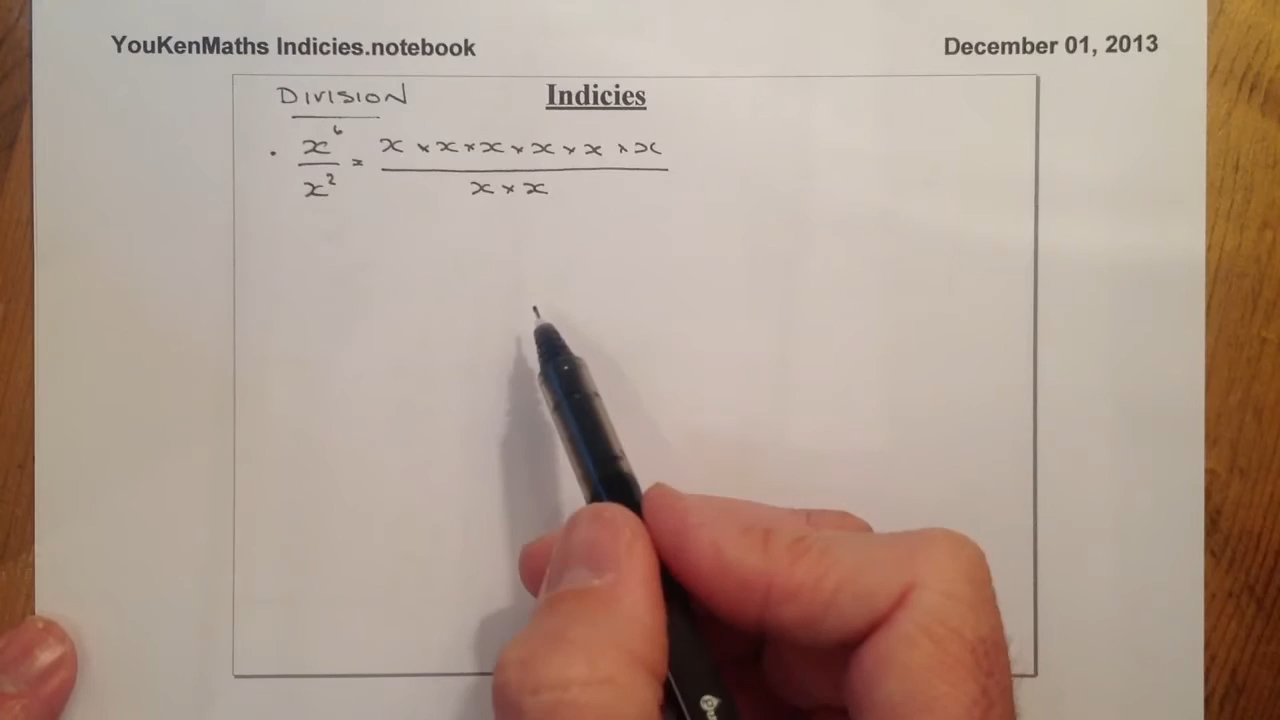 YouKenMaths Indicies.notebook December 01, 2013
DIVISION Indicies
· x⁶/x² = (x × x × x × x × x × x)/(x × x)